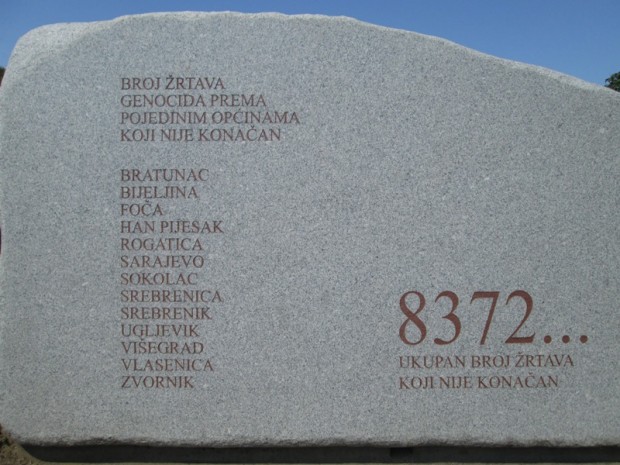 BROJ ŽRTAVA
GENOCIDA PREMA
POJEDINIM OPĆINAMA
KOJI NIJE KONAČAN
BRATUNAC
BIJELJINA
FOČA
HAN PIJESAK
ROGATICA
SARAJEVO
SOKOLAC
SREBRENICA
SREBRENIK
UGLJEVIK
VIŠEGRAD
VLASENICA
ZVORNIK
8372...
UKUPAN BROJ ŽRTAVA
KOJI NIJE KONAČAN